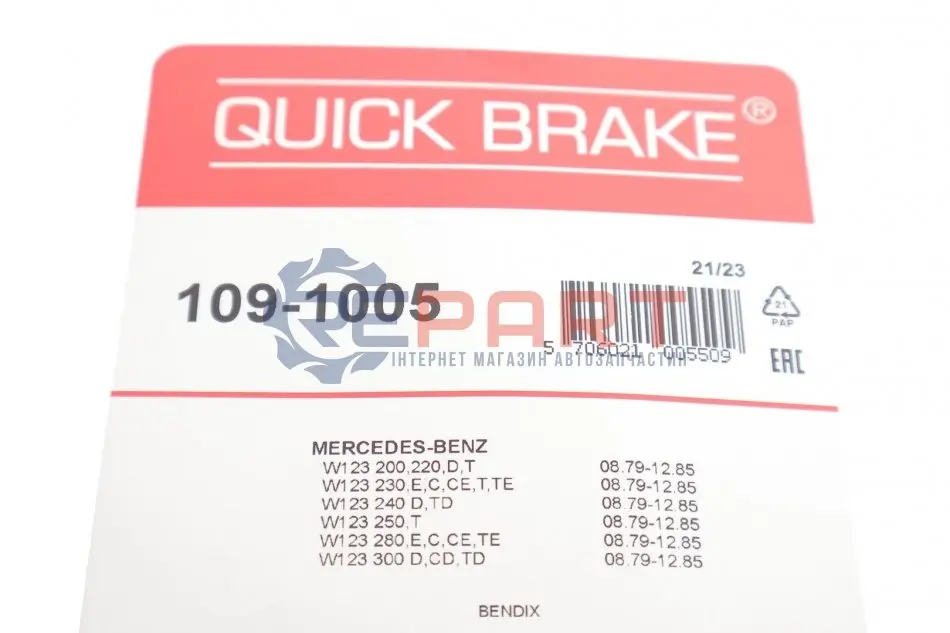 QUICK BRAKE®
21/23
109-1005
REPART
21
PAP
5 706021 005509
ІНТЕРНЕТ МАГАЗИН АВТОЗАПЧАСТИН
EAC
MERCEDES-BENZ
W123 200,220,D,T 08.79-12.85
W123 230,E,C,CE,T,TE 08.79-12.85
W123 240 D,TD 08.79-12.85
W123 250,T 08.79-12.85
W123 280,E,C,CE,TE 08.79-12.85
W123 300 D,CD,TD 08.79-12.85
BENDIX